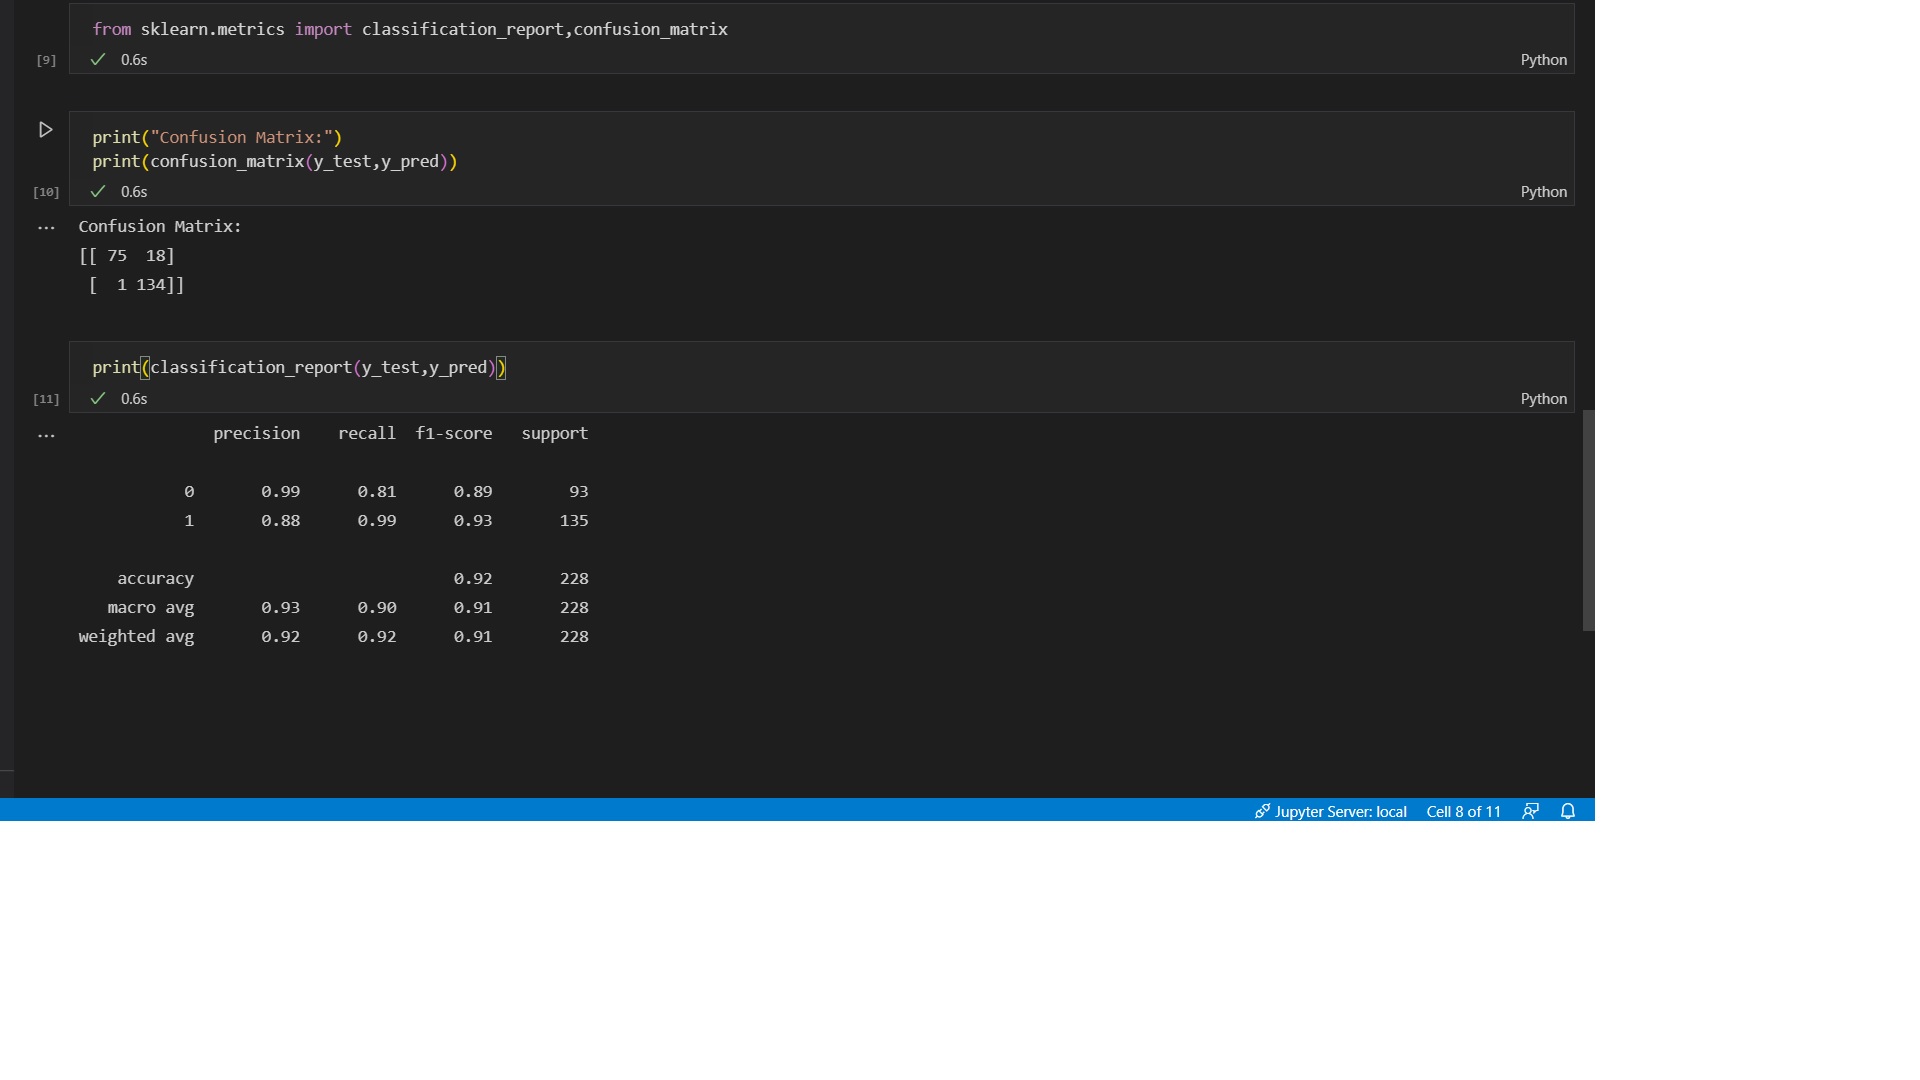 from sklearn.metrics import classification_report,confusion_matrix
[9] 0.6s Python
print("Confusion Matrix:")
print(confusion_matrix(y_test,y_pred))
[10] 0.6s Python
... Confusion Matrix:
[[ 75  18]
 [  1 134]]
print(classification_report(y_test,y_pred))
[11] 0.6s Python
... precision recall f1-score support
0 0.99 0.81 0.89 93
1 0.88 0.99 0.93 135
accuracy 0.92 228
macro avg 0.93 0.90 0.91 228
weighted avg 0.92 0.92 0.91 228
Jupyter Server: local Cell 8 of 11